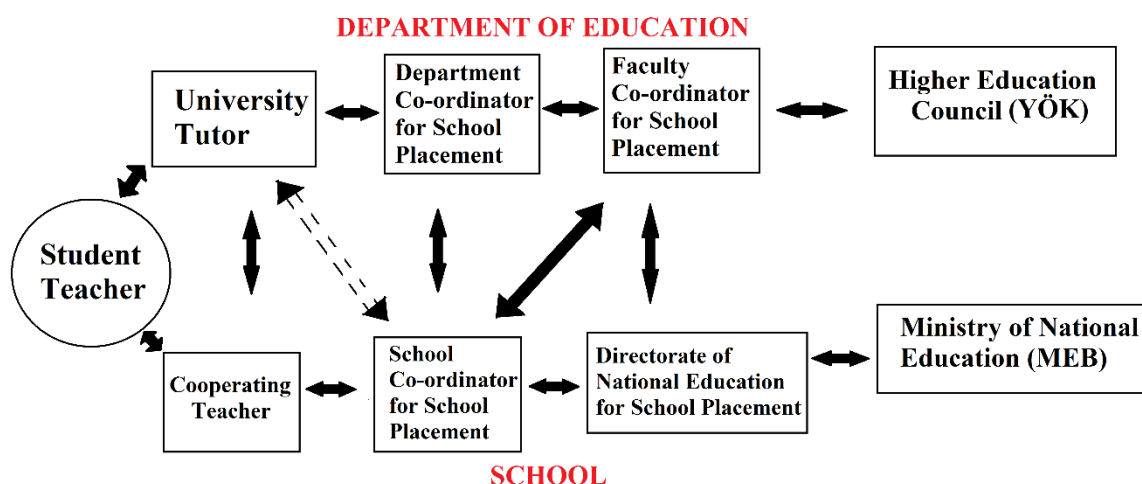 DEPARTMENT OF EDUCATION
University
Tutor
Department
Co-ordinator
for School
Placement
Faculty
Co-ordinator
for School
Placement
Higher Education
Council (YÖK)
Student
Teacher
Cooperating
Teacher
School
Co-ordinator
for School
Placement
Directorate of
National Education
for School Placement
Ministry of National
Education (MEB)
SCHOOL